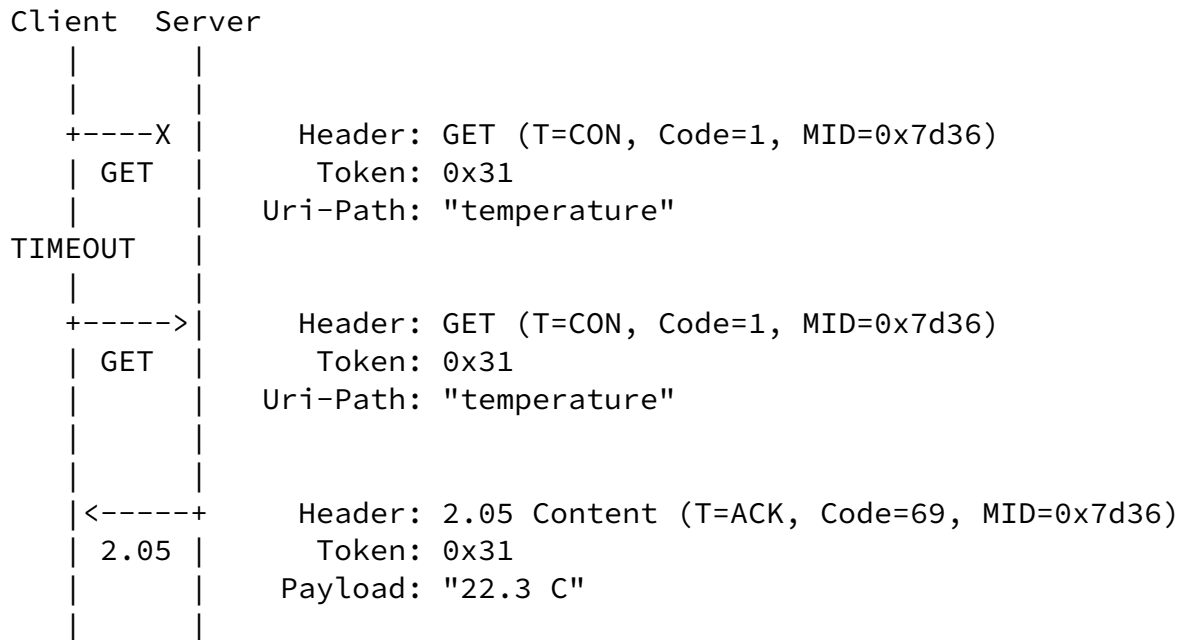 Client  Server
   |      |
   |      |
   +----X |     Header: GET (T=CON, Code=1, MID=0x7d36)
   | GET  |      Token: 0x31
   |      |   Uri-Path: "temperature"
TIMEOUT   |
   |      |
   +----->|     Header: GET (T=CON, Code=1, MID=0x7d36)
   | GET  |      Token: 0x31
   |      |   Uri-Path: "temperature"
   |      |
   |      |
   |<-----+     Header: 2.05 Content (T=ACK, Code=69, MID=0x7d36)
   | 2.05 |      Token: 0x31
   |      |    Payload: "22.3 C"
   |      |